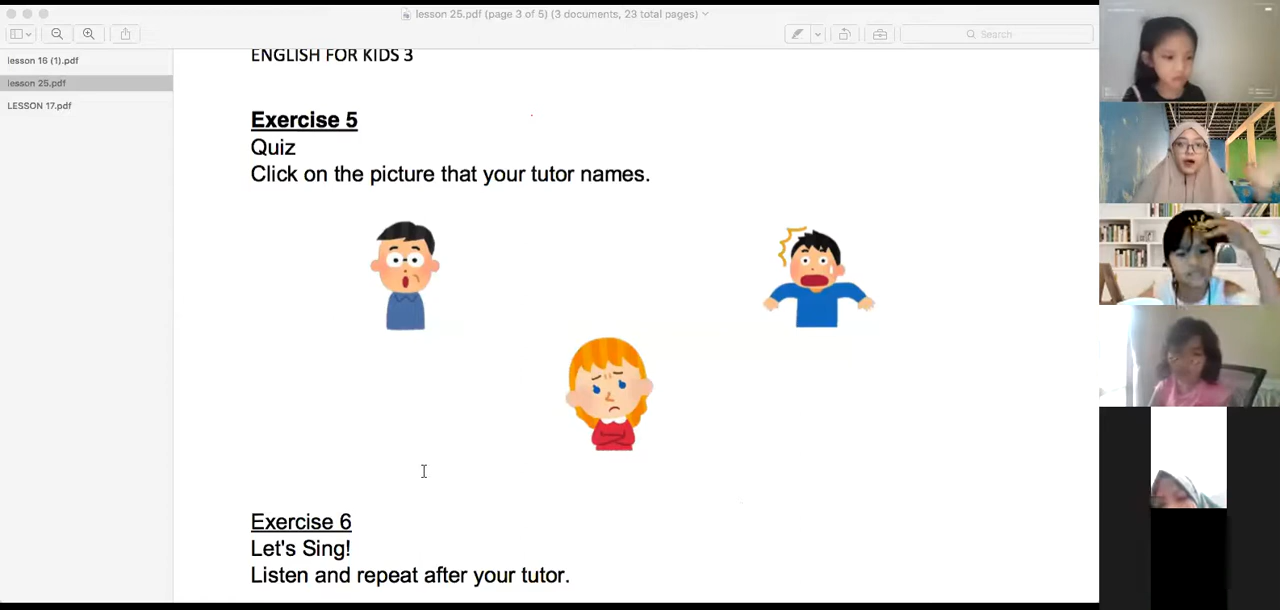 lesson 25.pdf (page 3 of 5) (3 documents, 23 total pages)
Search
lesson 16 (1).pdf
lesson 25.pdf
LESSON 17.pdf
ENGLISH FOR KIDS 3
Exercise 5
Quiz
Click on the picture that your tutor names.
Exercise 6
Let's Sing!
Listen and repeat after your tutor.